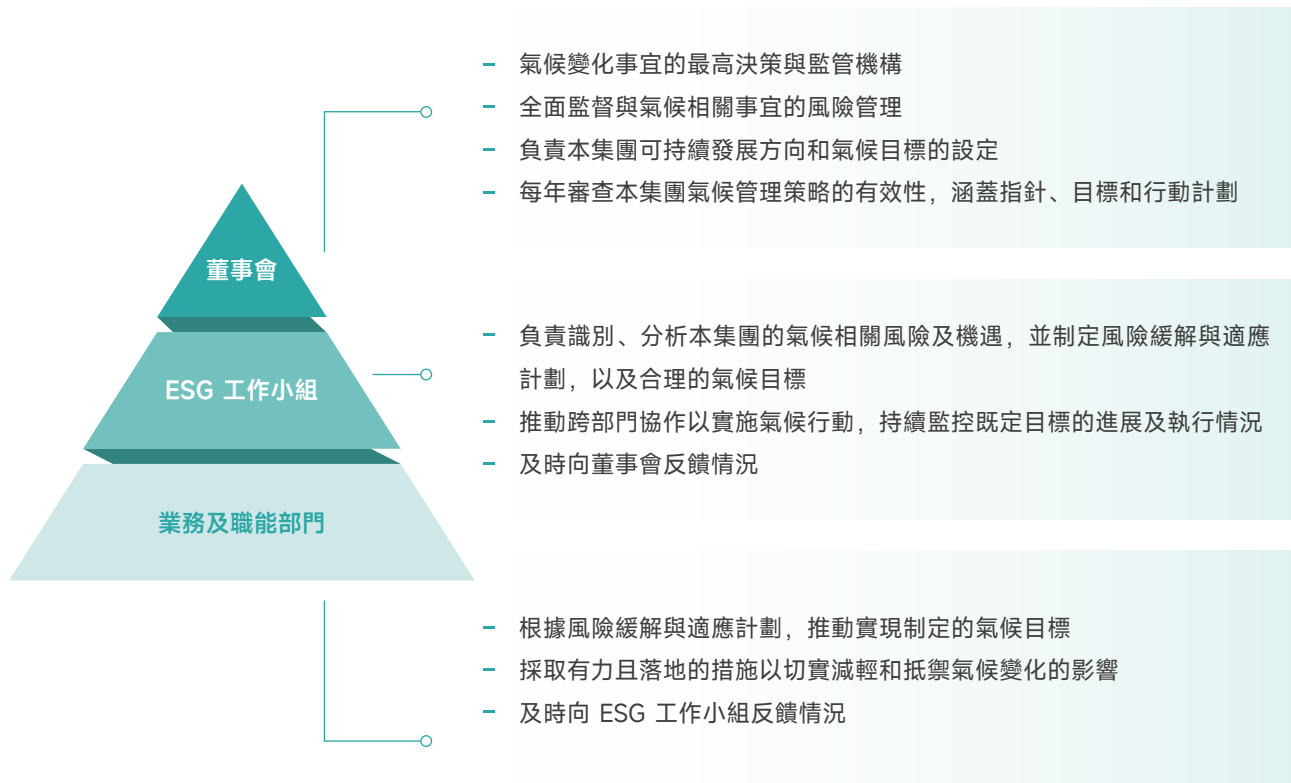 董事會
– 氣候變化事宜的最高決策與監管機構
– 全面監督與氣候相關事宜的風險管理
– 負責本集團可持續發展方向和氣候目標的設定
– 每年審查本集團氣候管理策略的有效性，涵蓋指針、目標和行動計劃
ESG 工作小組
– 負責識別、分析本集團的氣候相關風險及機遇，並制定風險緩解與適應
計劃，以及合理的氣候目標
– 推動跨部門協作以實施氣候行動，持續監控既定目標的進展及執行情況
– 及時向董事會反饋情況
業務及職能部門
– 根據風險緩解與適應計劃，推動實現制定的氣候目標
– 採取有力且落地的措施以切實減輕和抵禦氣候變化的影響
– 及時向 ESG 工作小組反饋情況